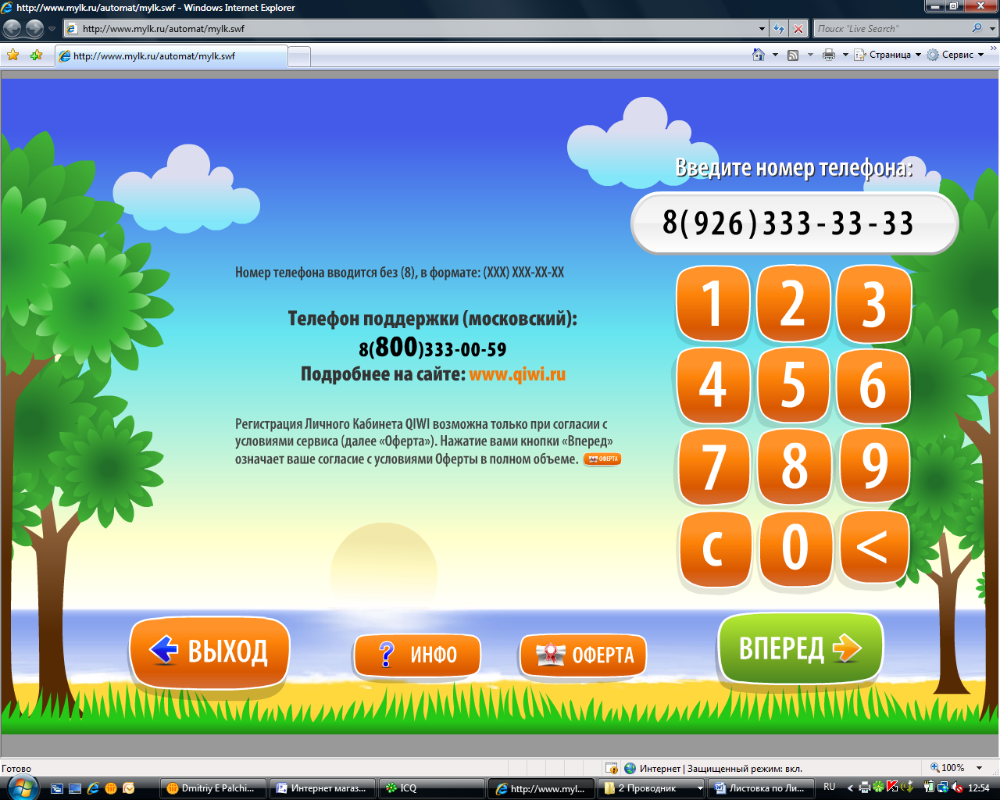 http://www.mylk.ru/automat/mylk.swf - Windows Internet Explorer
http://www.mylk.ru/automat/mylk.swf
Поиск "Live Search"
http://www.mylk.ru/automat/mylk.swf
Страница
Сервис
Введите номер телефона:
8(926)333-33-33
Номер телефона вводится без (8), в формате: (XXX) XXX-XX-XX
Телефон поддержки (московский):
8(800)333-00-59
Подробнее на сайте: www.qiwi.ru
Регистрация Личного Кабинета QIWI возможна только при согласии с
условиями сервиса (далее «Оферта»). Нажатие вами кнопки «Вперед»
означает ваше согласие с условиями Оферты в полном объеме. ОФЕРТА
1 2 3
4 5 6
7 8 9
С 0 <
ВЫХОД
? ИНФО
ОФЕРТА
ВПЕРЕД
Готово
Интернет | Защищенный режим: вкл.
100%
Dmitriy E Palchi...
Интернет магаз...
ICQ
http://www.myl...
2 Проводник
Листовка по Ли...
RU
12:54